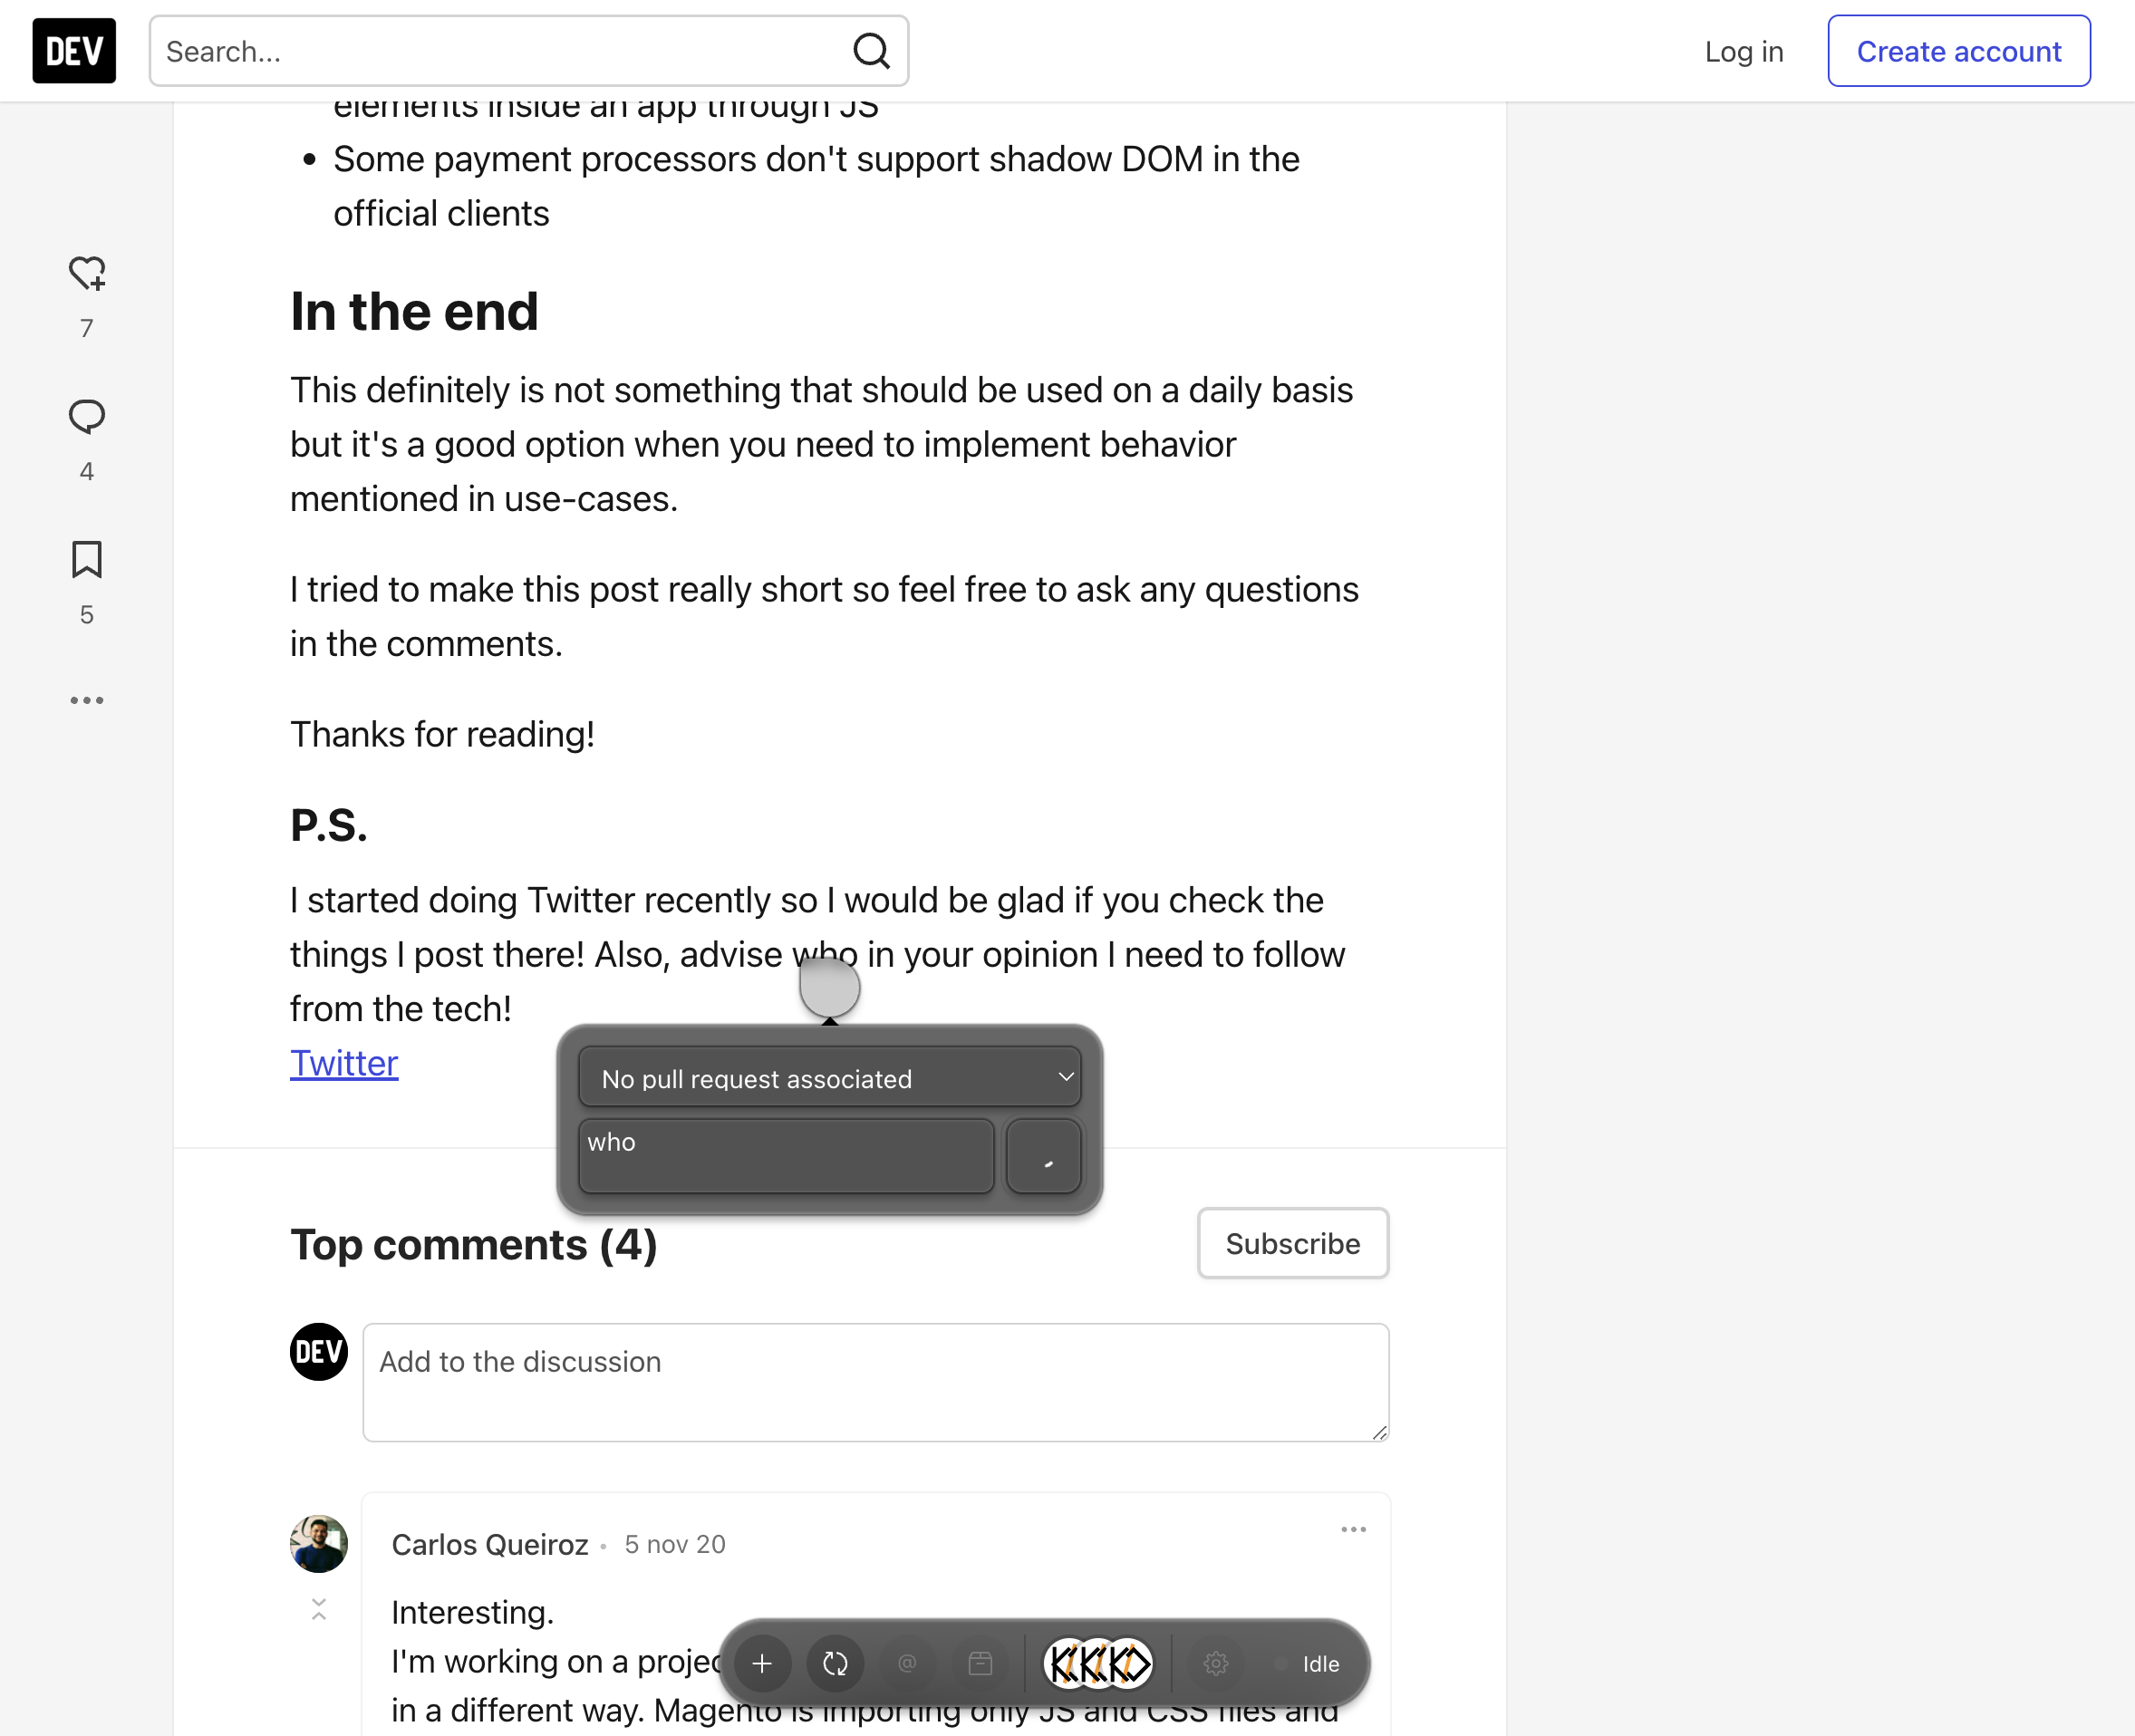 DEV
Search...
Log in
Create account
elements inside an app through JS
Some payment processors don't support shadow DOM in the
official clients
7
In the end
This definitely is not something that should be used on a daily basis
but it's a good option when you need to implement behavior
mentioned in use-cases.
4
5
I tried to make this post really short so feel free to ask any questions
in the comments.
Thanks for reading!
P.S.
I started doing Twitter recently so I would be glad if you check the
things I post there! Also, advise who in your opinion I need to follow
from the tech!
Twitter
No pull request associated
who
Top comments (4)
Subscribe
DEV
Add to the discussion
Carlos Queiroz • 5 nov 20
Interesting.
I'm working on a projec
Idle
in a different way. Magento is importing only JS and CSS files and